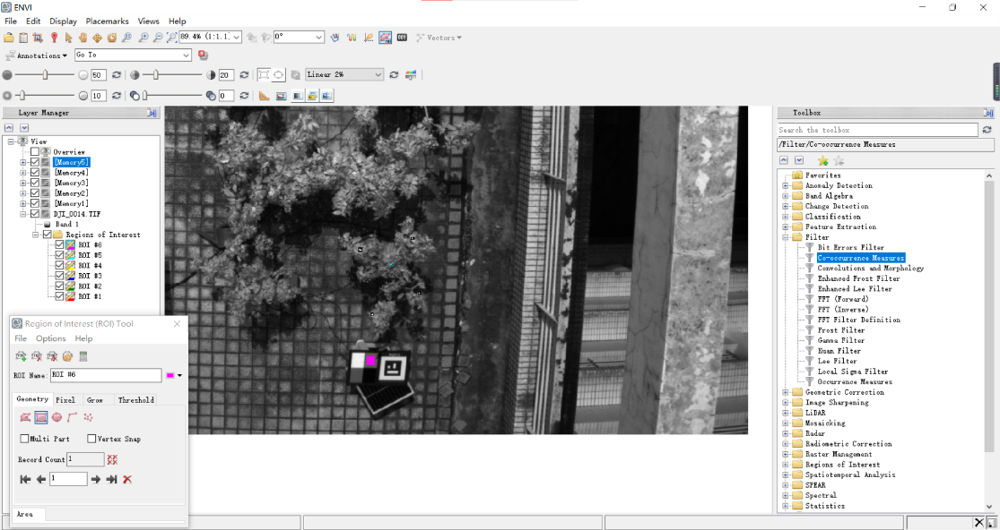 ENVI
File Edit Display Placemarks Views Help
89.4% (1:1.1) 0° Vectors
Annotations Go To
50 20 Linear 2%
10 0
Layer Manager
View
Overview
[Memory5]
[Memory4]
[Memory3]
[Memory2]
[Memory1]
DJI_0014.TIF
Band 1
Regions of Interest
ROI #6
ROI #5
ROI #4
ROI #3
ROI #2
ROI #1
Region of Interest (ROI) Tool
File Options Help
ROI Name: ROI #6
Geometry Pixel Grow Threshold
Multi Part Vertex Snap
Record Count 1
1
Area
Toolbox
Search the toolbox
/Filter/Co-occurrence Measures
Favorites
Anomaly Detection
Band Algebra
Change Detection
Classification
Feature Extraction
Filter
Bit Errors Filter
Co-occurrence Measures
Convolutions and Morphology
Enhanced Frost Filter
Enhanced Lee Filter
FFT (Forward)
FFT (Inverse)
FFT Filter Definition
Frost Filter
Gamma Filter
Kuan Filter
Lee Filter
Local Sigma Filter
Occurrence Measures
Geometric Correction
Image Sharpening
LiDAR
Mosaicking
Radar
Radiometric Correction
Raster Management
Regions of Interest
Spatiotemporal Analysis
SPEAR
Spectral
Statistics